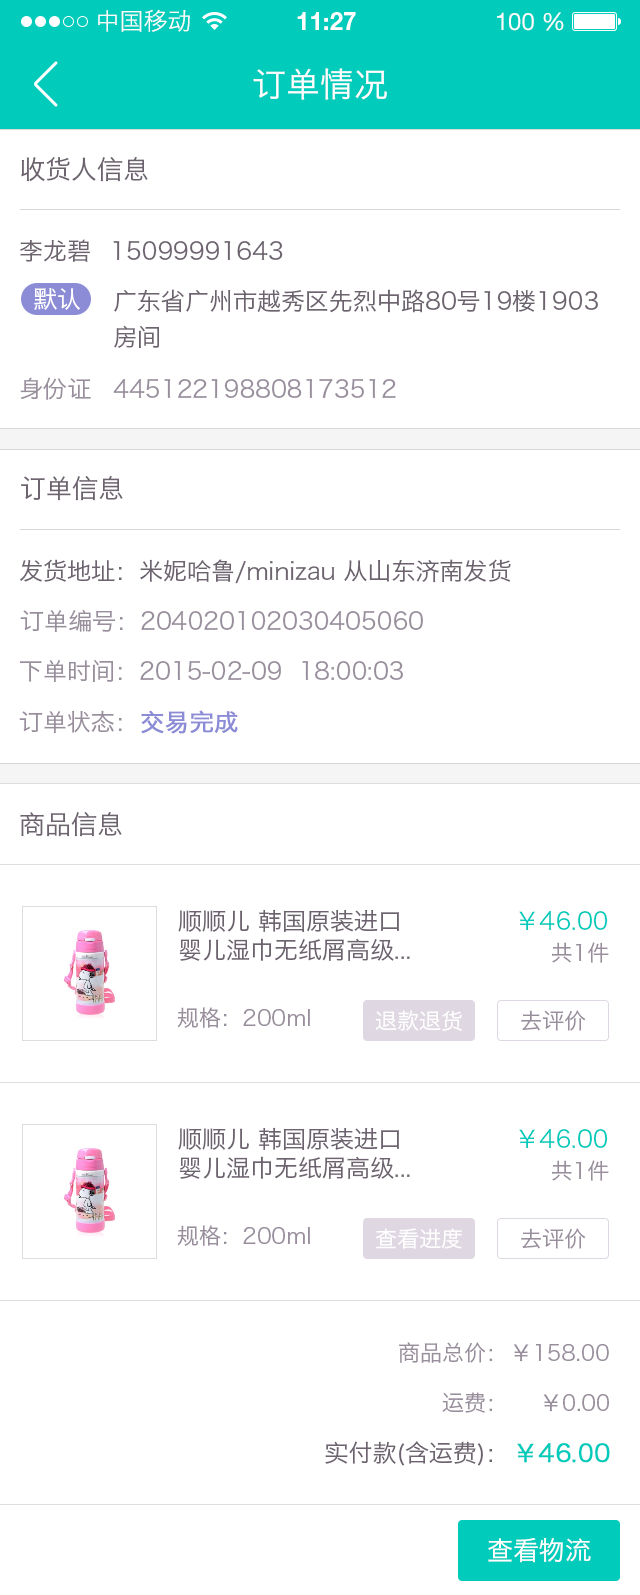 中国移动 11:27 100 %
订单情况
收货人信息
李龙碧 15099991643
默认 广东省广州市越秀区先烈中路80号19楼1903
房间
身份证 445122198808173512
订单信息
发货地址：米妮哈鲁/minizau 从山东济南发货
订单编号：204020102030405060
下单时间：2015-02-09 18:00:03
订单状态：交易完成
商品信息
顺顺儿 韩国原装进口 ￥46.00
婴儿湿巾无纸屑高级... 共1件
规格：200ml 退款退货 去评价
顺顺儿 韩国原装进口 ￥46.00
婴儿湿巾无纸屑高级... 共1件
规格：200ml 查看进度 去评价
商品总价：￥158.00
运费：￥0.00
实付款(含运费)：￥46.00
查看物流